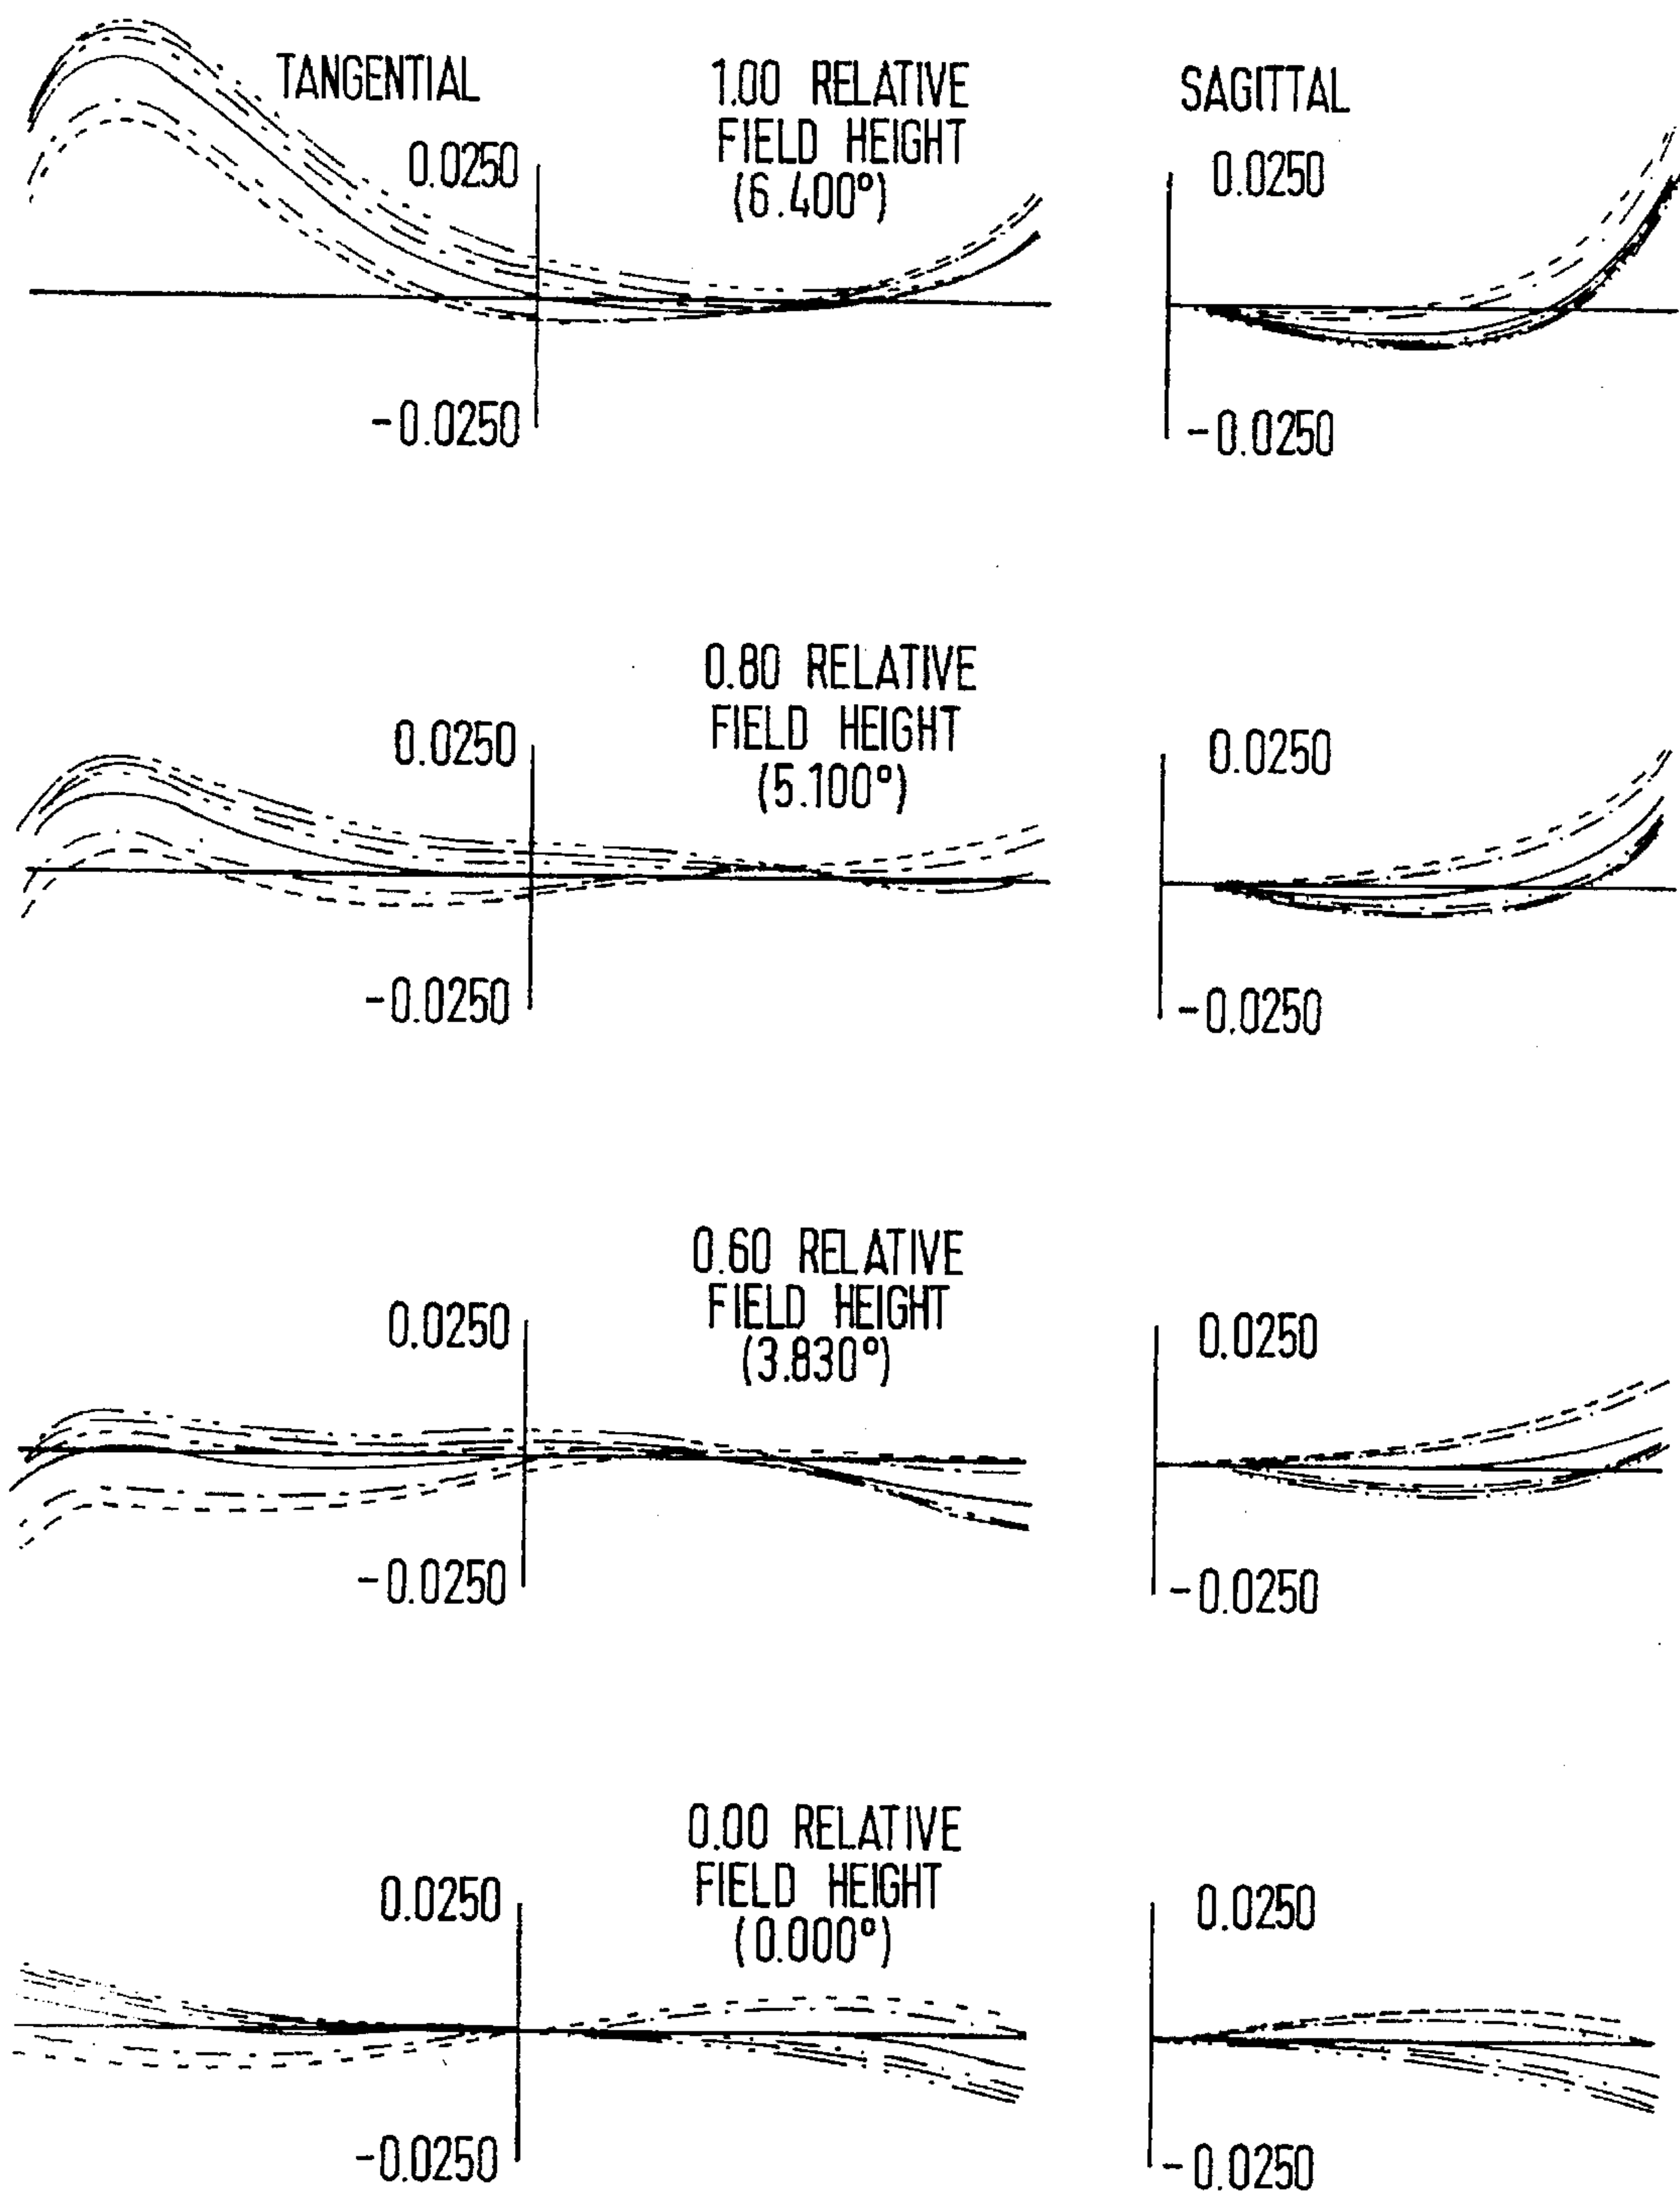 TANGENTIAL
1.00 RELATIVE
FIELD HEIGHT
(6.400°)
SAGITTAL
0.0250
0.0250
-0.0250
-0.0250
0.80 RELATIVE
FIELD HEIGHT
(5.100°)
0.0250
0.0250
-0.0250
-0.0250
0.60 RELATIVE
FIELD HEIGHT
(3.830°)
0.0250
0.0250
-0.0250
-0.0250
0.00 RELATIVE
FIELD HEIGHT
(0.000°)
0.0250
0.0250
-0.0250
-0.0250